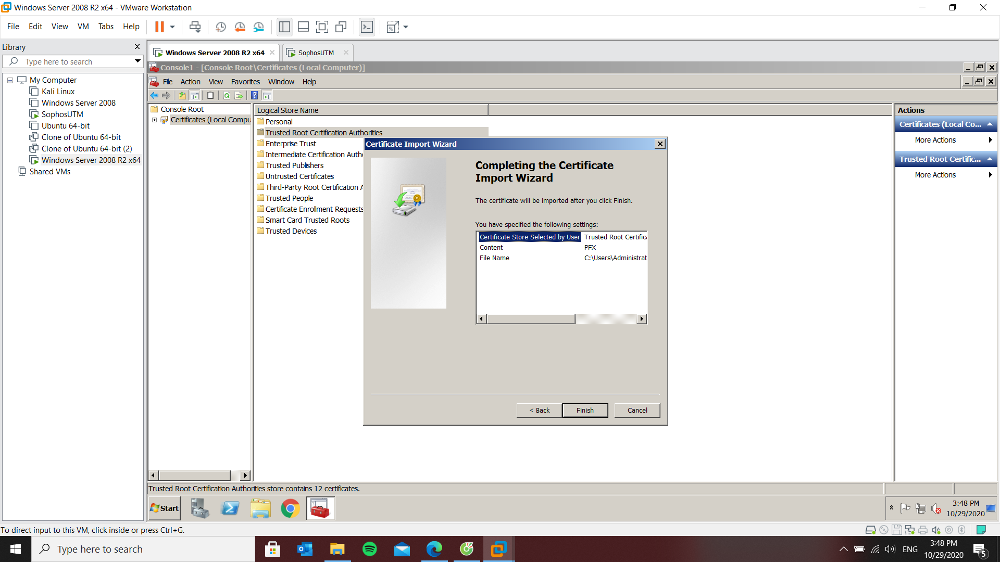 Windows Server 2008 R2 x64 - VMware Workstation
File Edit View VM Tabs Help
Library
Type here to search
My Computer
Kali Linux
Windows Server 2008
SophosUTM
Ubuntu 64-bit
Clone of Ubuntu 64-bit
Clone of Ubuntu 64-bit (2)
Windows Server 2008 R2 x64
Shared VMs
Windows Server 2008 R2 x64 SophosUTM
Console1 - [Console Root\Certificates (Local Computer)]
File Action View Favorites Window Help
Console Root
Certificates (Local Compu
Logical Store Name
Personal
Trusted Root Certification Authorities
Enterprise Trust
Intermediate Certification Autho
Trusted Publishers
Untrusted Certificates
Third-Party Root Certification A
Trusted People
Certificate Enrollment Requests
Smart Card Trusted Roots
Trusted Devices
Certificate Import Wizard
Completing the Certificate
Import Wizard
The certificate will be imported after you click Finish.
You have specified the following settings:
Certificate Store Selected by User Trusted Root Certifica
Content PFX
File Name C:\Users\Administrat
< Back Finish Cancel
Actions
Certificates (Local Co...
More Actions
Trusted Root Certific...
More Actions
Trusted Root Certification Authorities store contains 12 certificates.
Start
3:48 PM
10/29/2020
To direct input to this VM, click inside or press Ctrl+G.
Type here to search
ENG
3:48 PM
10/29/2020
5